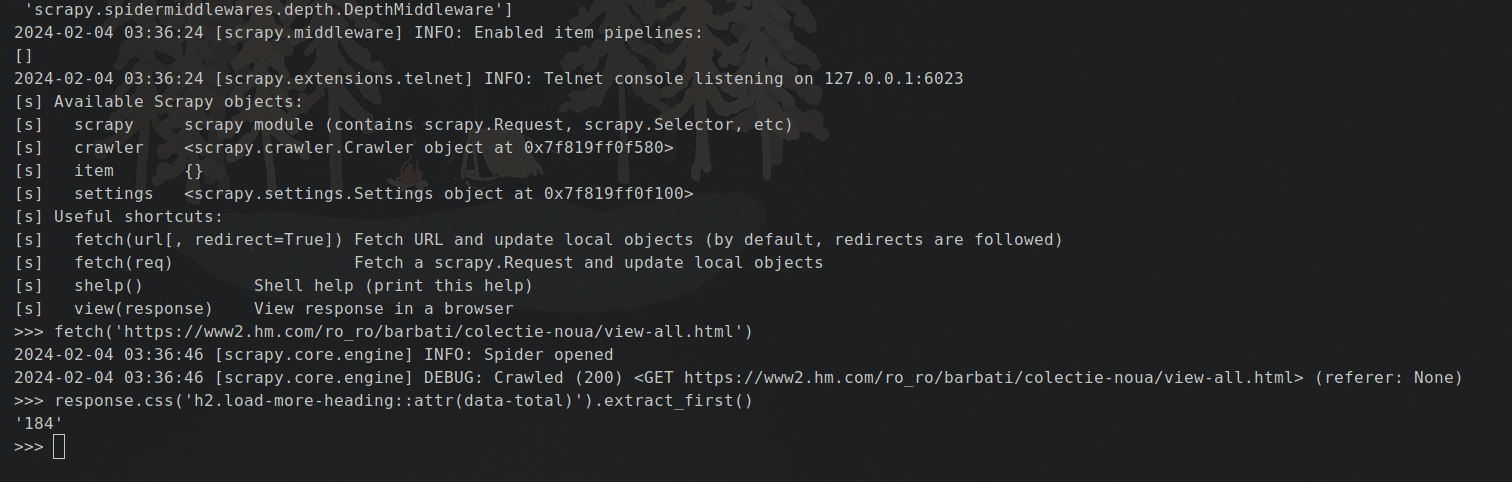 'scrapy.spidermiddlewares.depth.DepthMiddleware']
2024-02-04 03:36:24 [scrapy.middleware] INFO: Enabled item pipelines:
[]
2024-02-04 03:36:24 [scrapy.extensions.telnet] INFO: Telnet console listening on 127.0.0.1:6023
[s] Available Scrapy objects:
[s]   scrapy     scrapy module (contains scrapy.Request, scrapy.Selector, etc)
[s]   crawler    <scrapy.crawler.Crawler object at 0x7f819ff0f580>
[s]   item       {}
[s]   settings   <scrapy.settings.Settings object at 0x7f819ff0f100>
[s] Useful shortcuts:
[s]   fetch(url[, redirect=True]) Fetch URL and update local objects (by default, redirects are followed)
[s]   fetch(req)                  Fetch a scrapy.Request and update local objects
[s]   shelp()           Shell help (print this help)
[s]   view(response)    View response in a browser
>>> fetch('https://www2.hm.com/ro_ro/barbati/colectie-noua/view-all.html')
2024-02-04 03:36:46 [scrapy.core.engine] INFO: Spider opened
2024-02-04 03:36:46 [scrapy.core.engine] DEBUG: Crawled (200) <GET https://www2.hm.com/ro_ro/barbati/colectie-noua/view-all.html> (referer: None)
>>> response.css('h2.load-more-heading::attr(data-total)').extract_first()
'184'
>>>